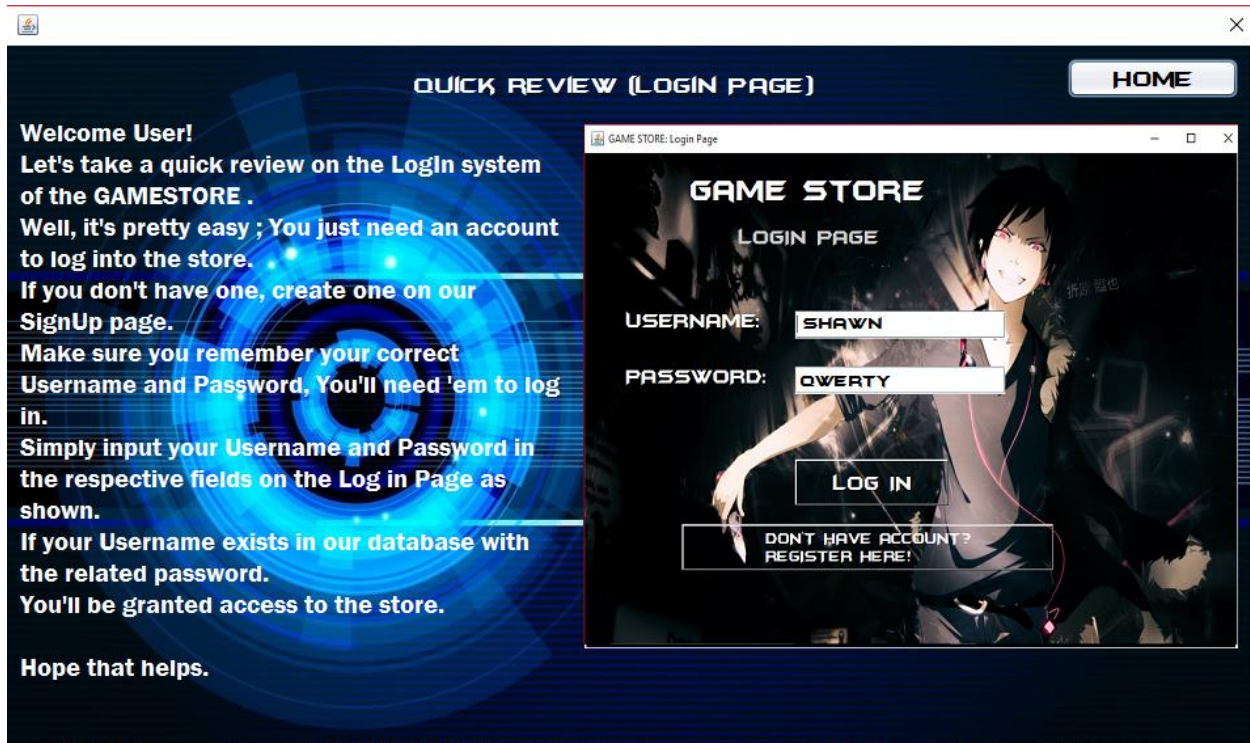 QUICK REVIEW (LOGIN PAGE)
HOME
Welcome User!
Let's take a quick review on the LogIn system
of the GAMESTORE .
Well, it's pretty easy ; You just need an account
to log into the store.
If you don't have one, create one on our
SignUp page.
Make sure you remember your correct
Username and Password, You'll need 'em to log
in.
Simply input your Username and Password in
the respective fields on the Log in Page as
shown.
If your Username exists in our database with
the related password.
You'll be granted access to the store.
Hope that helps.
GAME STORE: Login Page
GAME STORE
LOGIN PAGE
折原 臨也
USERNAME:
SHAWN
PASSWORD:
QWERTY
LOG IN
DON'T HAVE ACCOUNT?
REGISTER HERE!